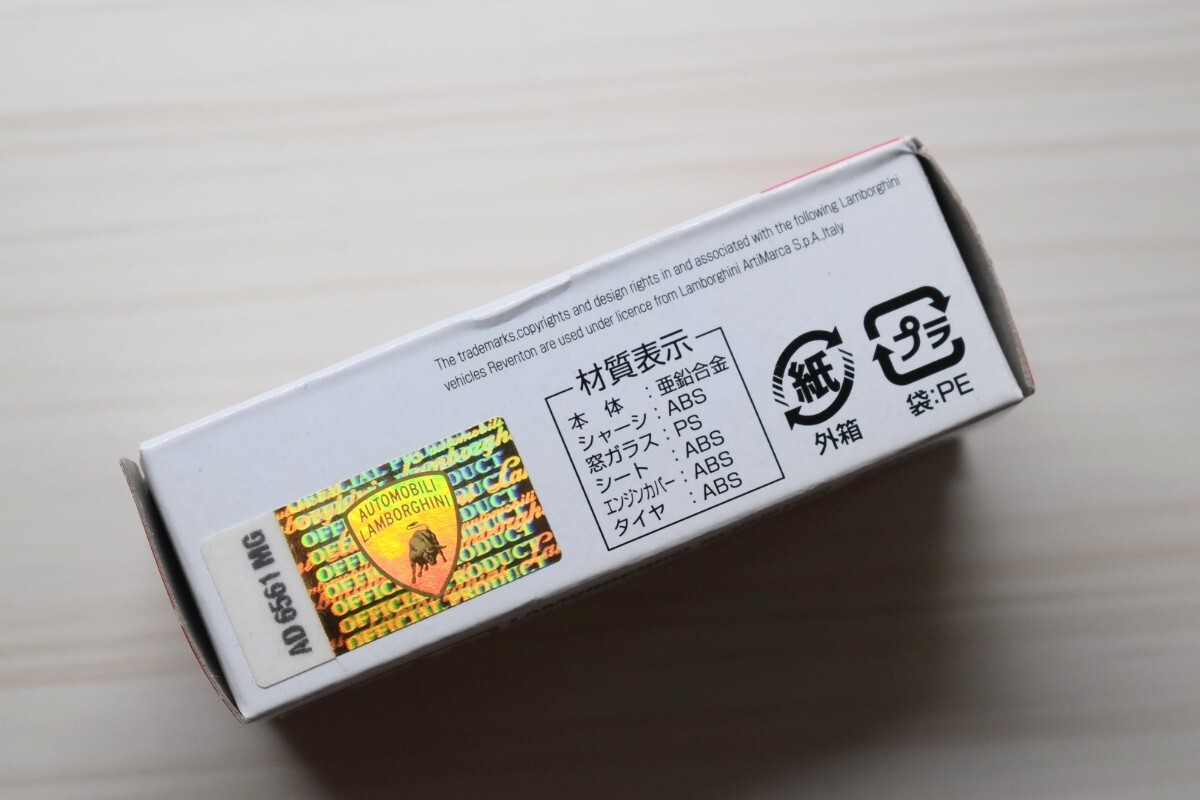 The trademarks.copyrights and design rights in and associated with the following Lamborghini
vehicles Reventon are used under licence from Lamborghini ArtiMarca S.p.A.,Italy
材質表示
本体：亜鉛合金
シャーシ：ABS
窓ガラス：PS
シート：ABS
エンジンカバー：ABS
タイヤ：ABS
紙
外箱
プラ
袋:PE
AUTOMOBILI
LAMBORGHINI
OFFICIAL PRODUCT
AD 6561 MG